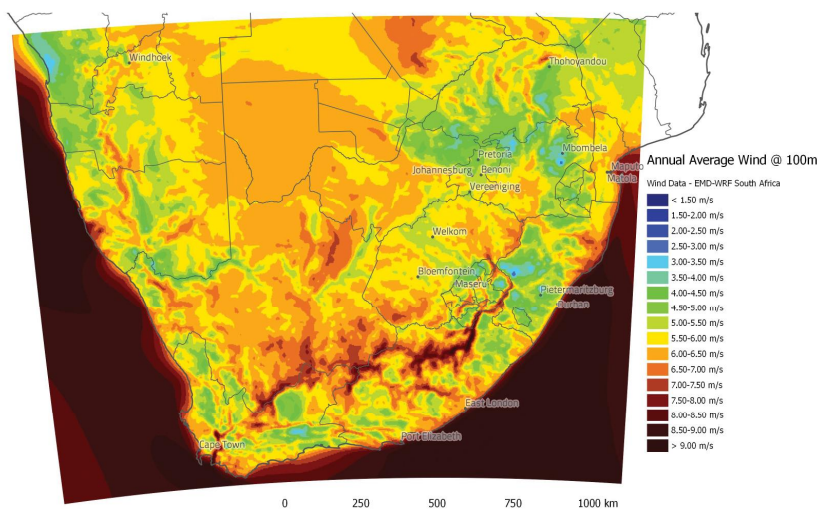 Windhoek
Thohoyandou
Mbombela
Pretoria
Johannesburg
Benoni
Vereeniging
Maputo
Matola
Welkom
Bloemfontein
Maseru
Pietermaritzburg
Durban
East London
Port Elizabeth
Cape Town
0 250 500 750 1000 km
Annual Average Wind @ 100m
Wind Data - EMD-WRF South Africa
< 1.50 m/s
1.50-2.00 m/s
2.00-2.50 m/s
2.50-3.00 m/s
3.00-3.50 m/s
3.50-4.00 m/s
4.00-4.50 m/s
4.50-5.00 m/s
5.00-5.50 m/s
5.50-6.00 m/s
6.00-6.50 m/s
6.50-7.00 m/s
7.00-7.50 m/s
7.50-8.00 m/s
8.00-8.50 m/s
8.50-9.00 m/s
> 9.00 m/s